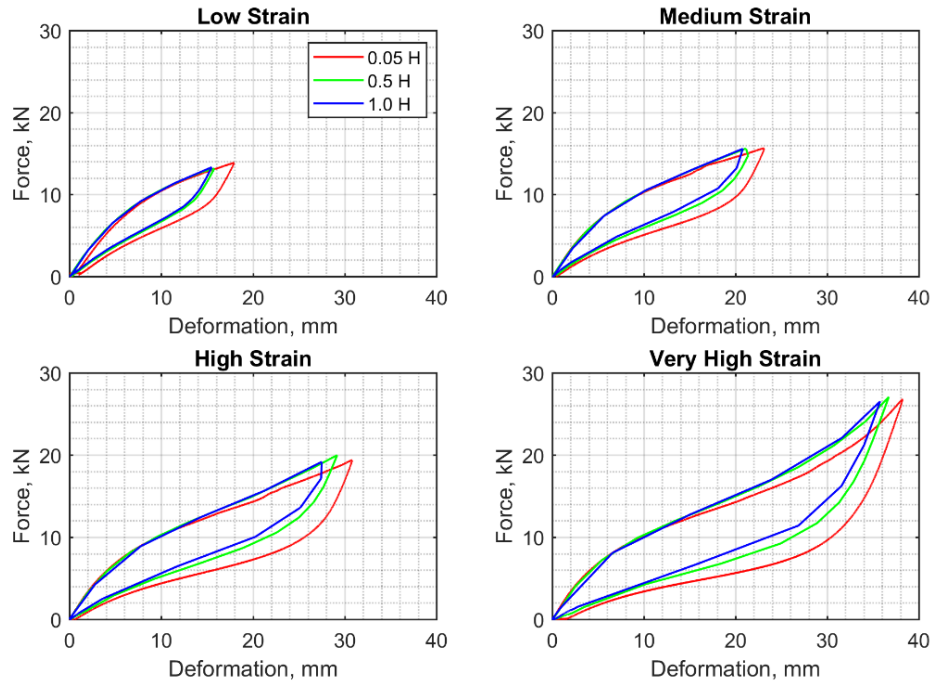 Low Strain
30
20
10
0
0 10 20 30 40
Force, kN
Deformation, mm
0.05 H
0.5 H
1.0 H
Medium Strain
30
20
10
0
0 10 20 30 40
Force, kN
Deformation, mm
High Strain
30
20
10
0
0 10 20 30 40
Force, kN
Deformation, mm
Very High Strain
30
20
10
0
0 10 20 30 40
Force, kN
Deformation, mm